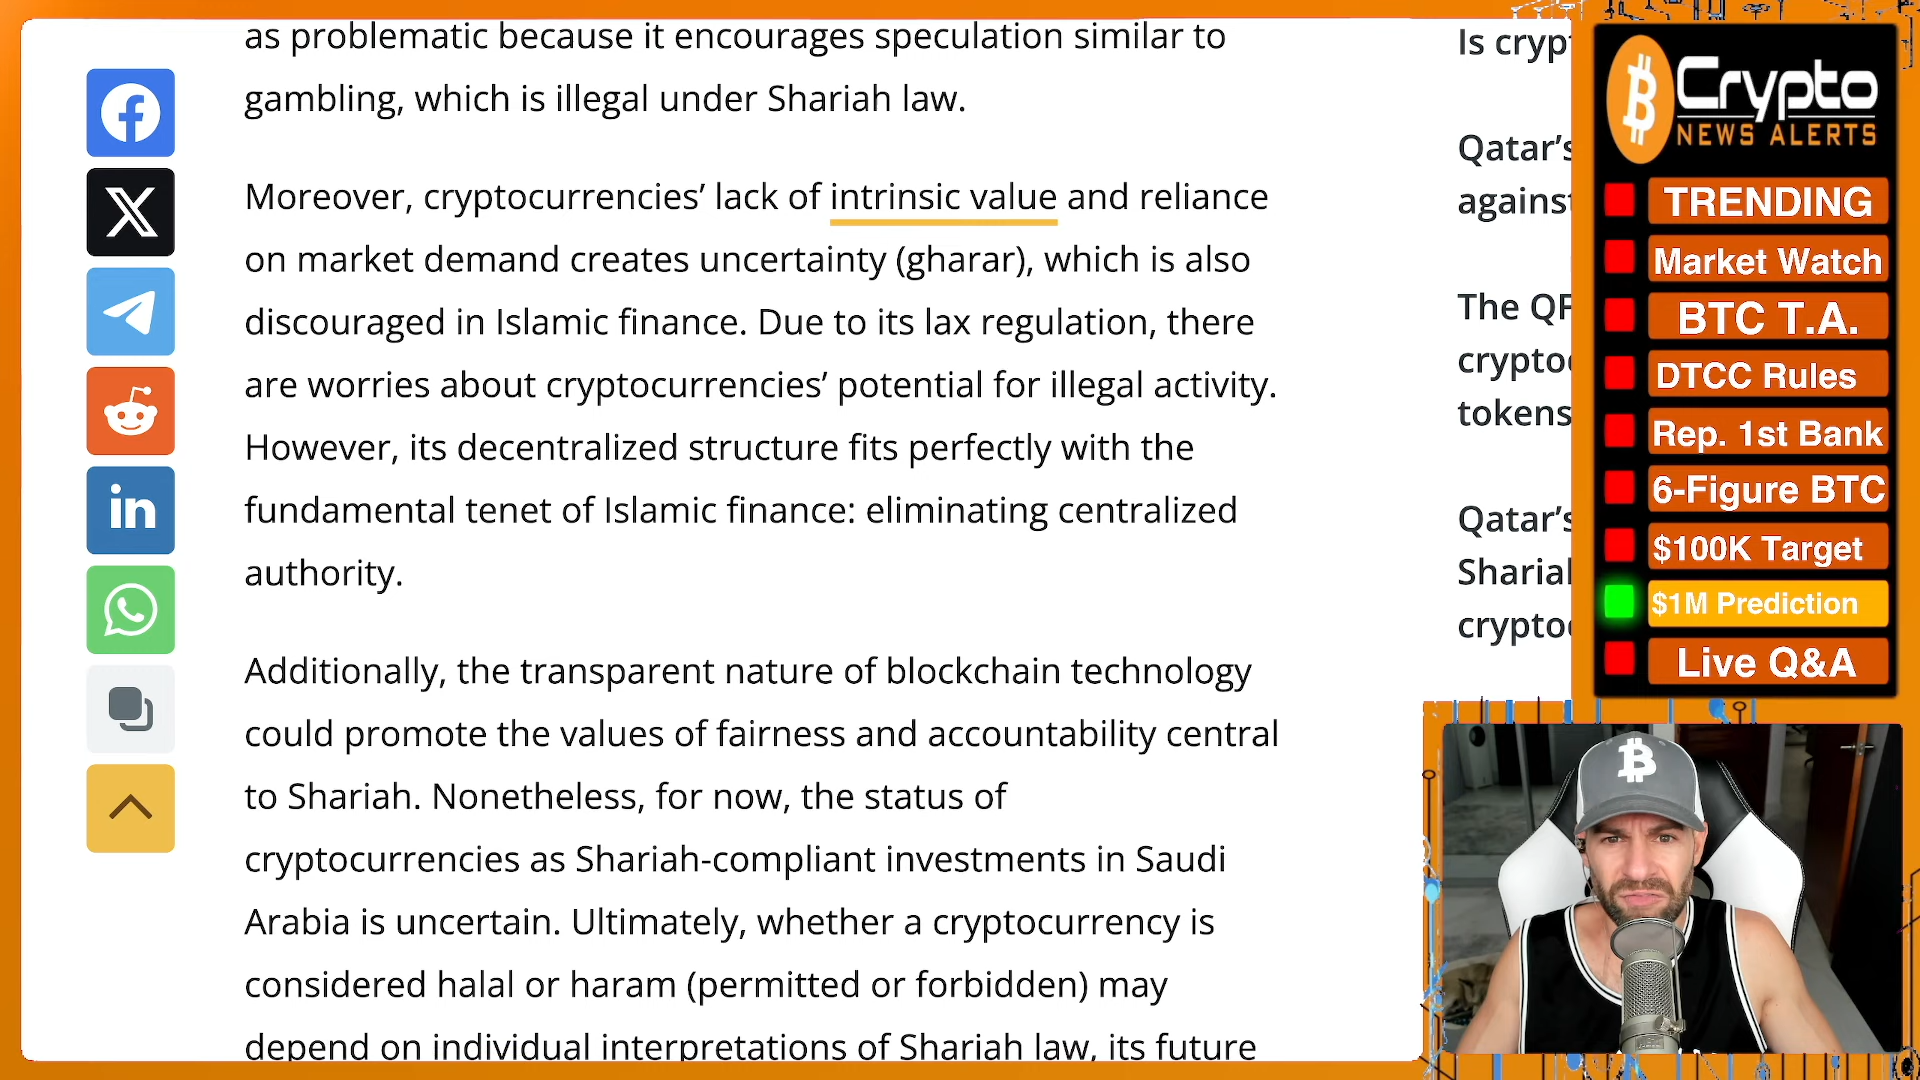 as problematic because it encourages speculation similar to
gambling, which is illegal under Shariah law.
Moreover, cryptocurrencies’ lack of intrinsic value and reliance
on market demand creates uncertainty (gharar), which is also
discouraged in Islamic finance. Due to its lax regulation, there
are worries about cryptocurrencies’ potential for illegal activity.
However, its decentralized structure fits perfectly with the
fundamental tenet of Islamic finance: eliminating centralized
authority.
Additionally, the transparent nature of blockchain technology
could promote the values of fairness and accountability central
to Shariah. Nonetheless, for now, the status of
cryptocurrencies as Shariah-compliant investments in Saudi
Arabia is uncertain. Ultimately, whether a cryptocurrency is
considered halal or haram (permitted or forbidden) may
depend on individual interpretations of Shariah law, its future
Is
Qatar’s
The
tokens
Qatar’s
Crypto
NEWS ALERTS
TRENDING
Market Watch
BTC T.A.
DTCC Rules
Rep. 1st Bank
6-Figure BTC
$100K Target
$1M Prediction
Live Q&A